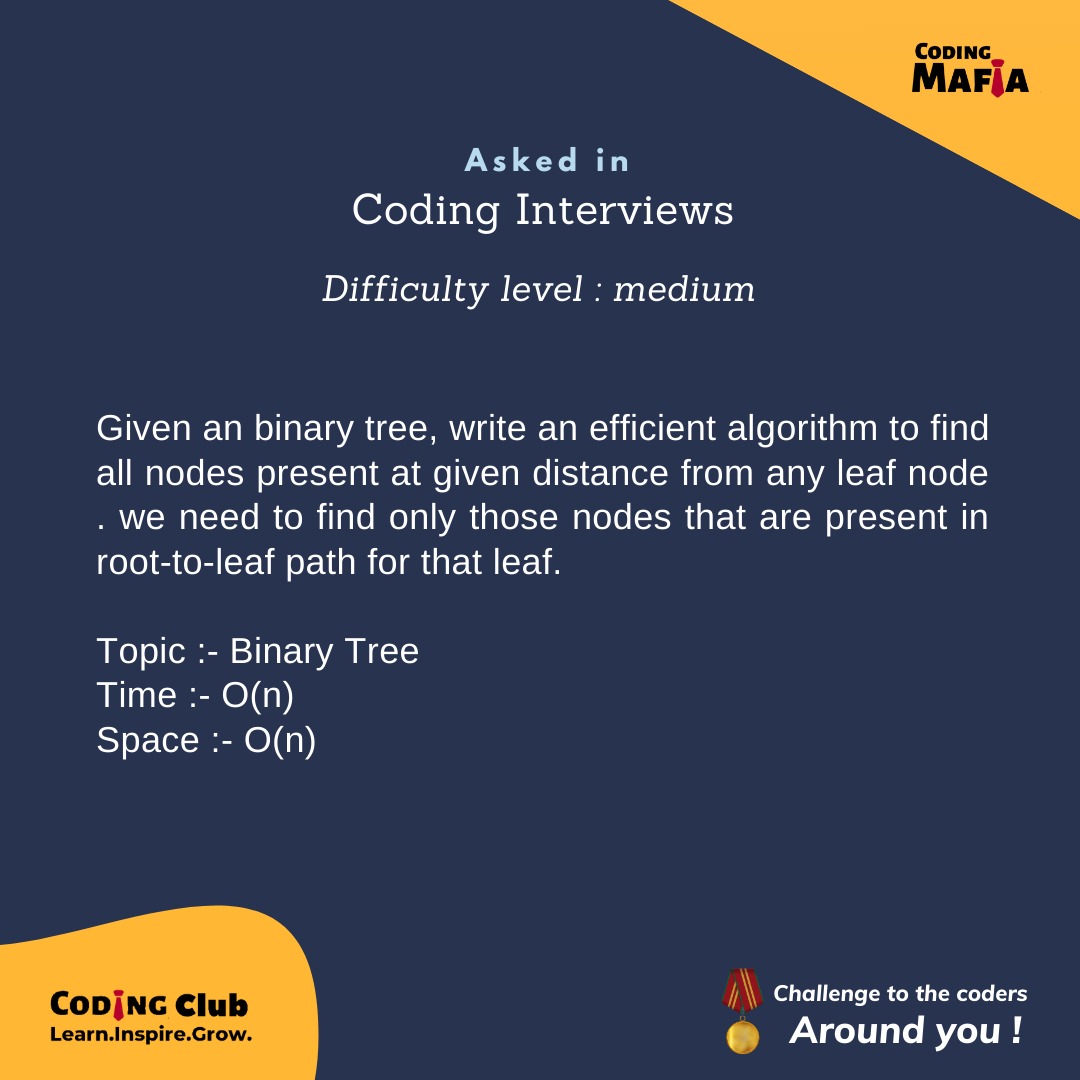 CODING
MAFIA
Asked in
Coding Interviews
Difficulty level : medium
Given an binary tree, write an efficient algorithm to find
all nodes present at given distance from any leaf node
. we need to find only those nodes that are present in
root-to-leaf path for that leaf.
Topic :- Binary Tree
Time :- O(n)
Space :- O(n)
CODING Club
Learn.Inspire.Grow.
Challenge to the coders
Around you !